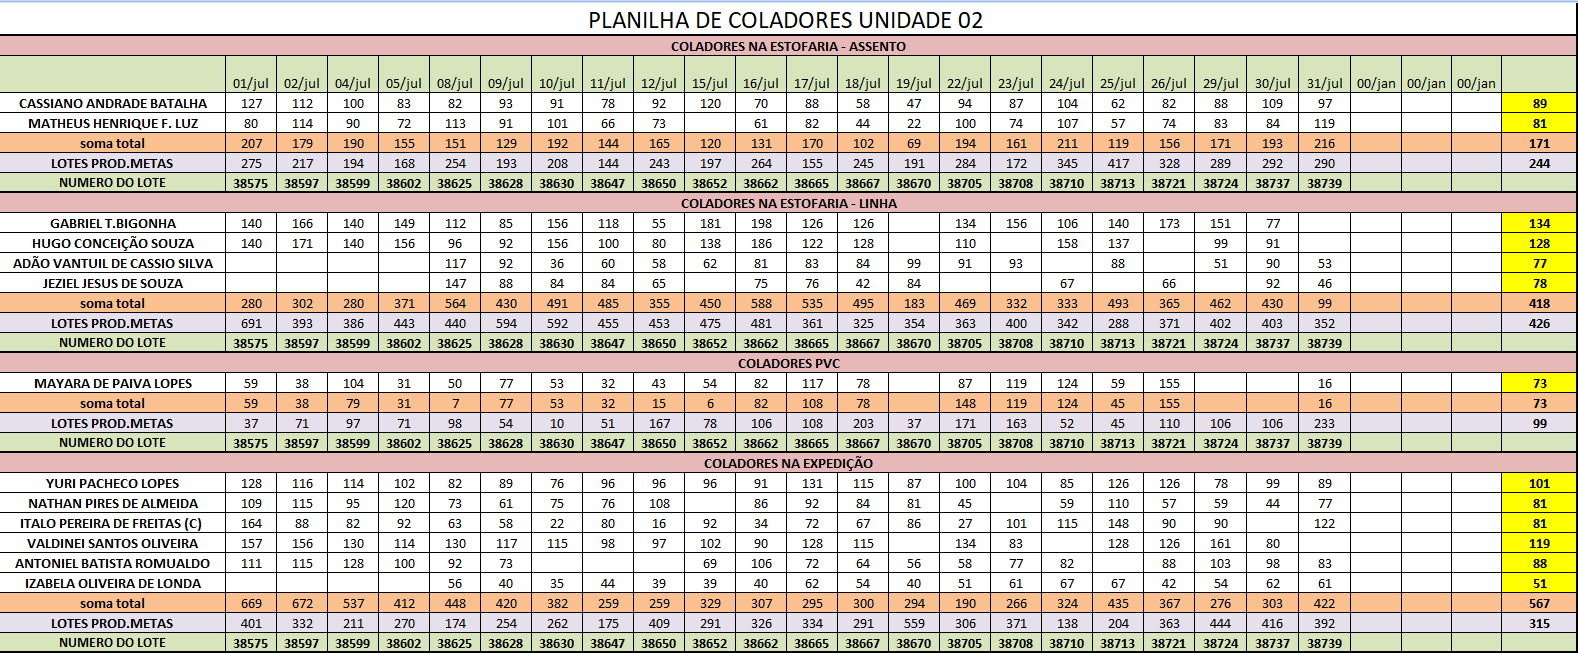 PLANILHA DE COLADORES UNIDADE 02
COLADORES NA ESTOFARIA - ASSENTO
01/jul 02/jul 04/jul 05/jul 08/jul 09/jul 10/jul 11/jul 12/jul 15/jul 16/jul 17/jul 18/jul 19/jul 22/jul 23/jul 24/jul 25/jul 26/jul 29/jul 30/jul 31/jul 00/jan 00/jan 00/jan
CASSIANO ANDRADE BATALHA 127 112 100 83 82 93 91 78 92 120 70 88 58 47 94 87 104 62 82 88 109 97 89
MATHEUS HENRIQUE F. LUZ 80 114 90 72 113 91 101 66 73 61 82 44 22 100 74 107 57 74 83 84 119 81
soma total 207 179 190 155 151 129 192 144 165 120 131 170 102 69 194 161 211 119 156 171 193 216 171
LOTES PROD.METAS 275 217 194 168 254 193 208 144 243 197 264 155 245 191 284 172 345 417 328 289 292 290 244
NUMERO DO LOTE 38575 38597 38599 38602 38625 38628 38630 38647 38650 38652 38662 38665 38667 38670 38705 38708 38710 38713 38721 38724 38737 38739
COLADORES NA ESTOFARIA - LINHA
GABRIEL T.BIGONHA 140 166 140 149 112 85 156 118 55 181 198 126 126 134 156 106 140 173 151 77 134
HUGO CONCEIÇÃO SOUZA 140 171 140 156 96 92 156 100 80 138 186 122 128 110 158 137 99 91 128
ADÃO VANTUIL DE CASSIO SILVA 117 92 36 60 58 62 81 83 84 99 91 93 88 51 90 53 77
JEZIEL JESUS DE SOUZA 147 88 84 84 65 75 76 42 84 67 66 92 46 78
soma total 280 302 280 371 564 430 491 485 355 450 588 535 495 183 469 332 333 493 365 462 430 99 418
LOTES PROD.METAS 691 393 386 443 440 594 592 455 453 475 481 361 325 354 363 400 342 288 371 402 403 352 426
NUMERO DO LOTE 38575 38597 38599 38602 38625 38628 38630 38647 38650 38652 38662 38665 38667 38670 38705 38708 38710 38713 38721 38724 38737 38739
COLADORES PVC
MAYARA DE PAIVA LOPES 59 38 104 31 50 77 53 32 43 54 82 117 78 87 119 124 59 155 16 73
soma total 59 38 79 31 7 77 53 32 15 6 82 108 78 148 119 124 45 155 16 73
LOTES PROD.METAS 37 71 97 71 98 54 10 51 167 78 106 108 203 37 171 163 52 45 110 106 106 233 99
NUMERO DO LOTE 38575 38597 38599 38602 38625 38628 38630 38647 38650 38652 38662 38665 38667 38670 38705 38708 38710 38713 38721 38724 38737 38739
COLADORES NA EXPEDIÇÃO
YURI PACHECO LOPES 128 116 114 102 82 89 76 96 96 96 91 131 115 87 100 104 85 126 126 78 99 89 101
NATHAN PIRES DE ALMEIDA 109 115 95 120 73 61 75 76 108 86 92 84 81 45 59 110 57 59 44 77 81
ITALO PEREIRA DE FREITAS (C) 164 88 82 92 63 58 22 80 16 92 34 72 67 86 27 101 115 148 90 90 122 81
VALDINEI SANTOS OLIVEIRA 157 156 130 114 130 117 115 98 97 102 90 128 115 134 83 128 126 161 80 119
ANTONIEL BATISTA ROMUALDO 111 115 128 100 92 73 69 106 72 64 56 58 77 82 88 103 98 83 88
IZABELA OLIVEIRA DE LONDA 56 40 35 44 39 39 40 62 54 40 51 61 67 67 42 54 62 61 51
soma total 669 672 537 412 448 420 382 259 259 329 307 295 300 294 190 266 324 435 367 276 303 422 567
LOTES PROD.METAS 401 332 211 270 174 254 262 175 409 291 326 334 291 559 306 371 138 204 363 444 416 392 315
NUMERO DO LOTE 38575 38597 38599 38602 38625 38628 38630 38647 38650 38652 38662 38665 38667 38670 38705 38708 38710 38713 38721 38724 38737 38739